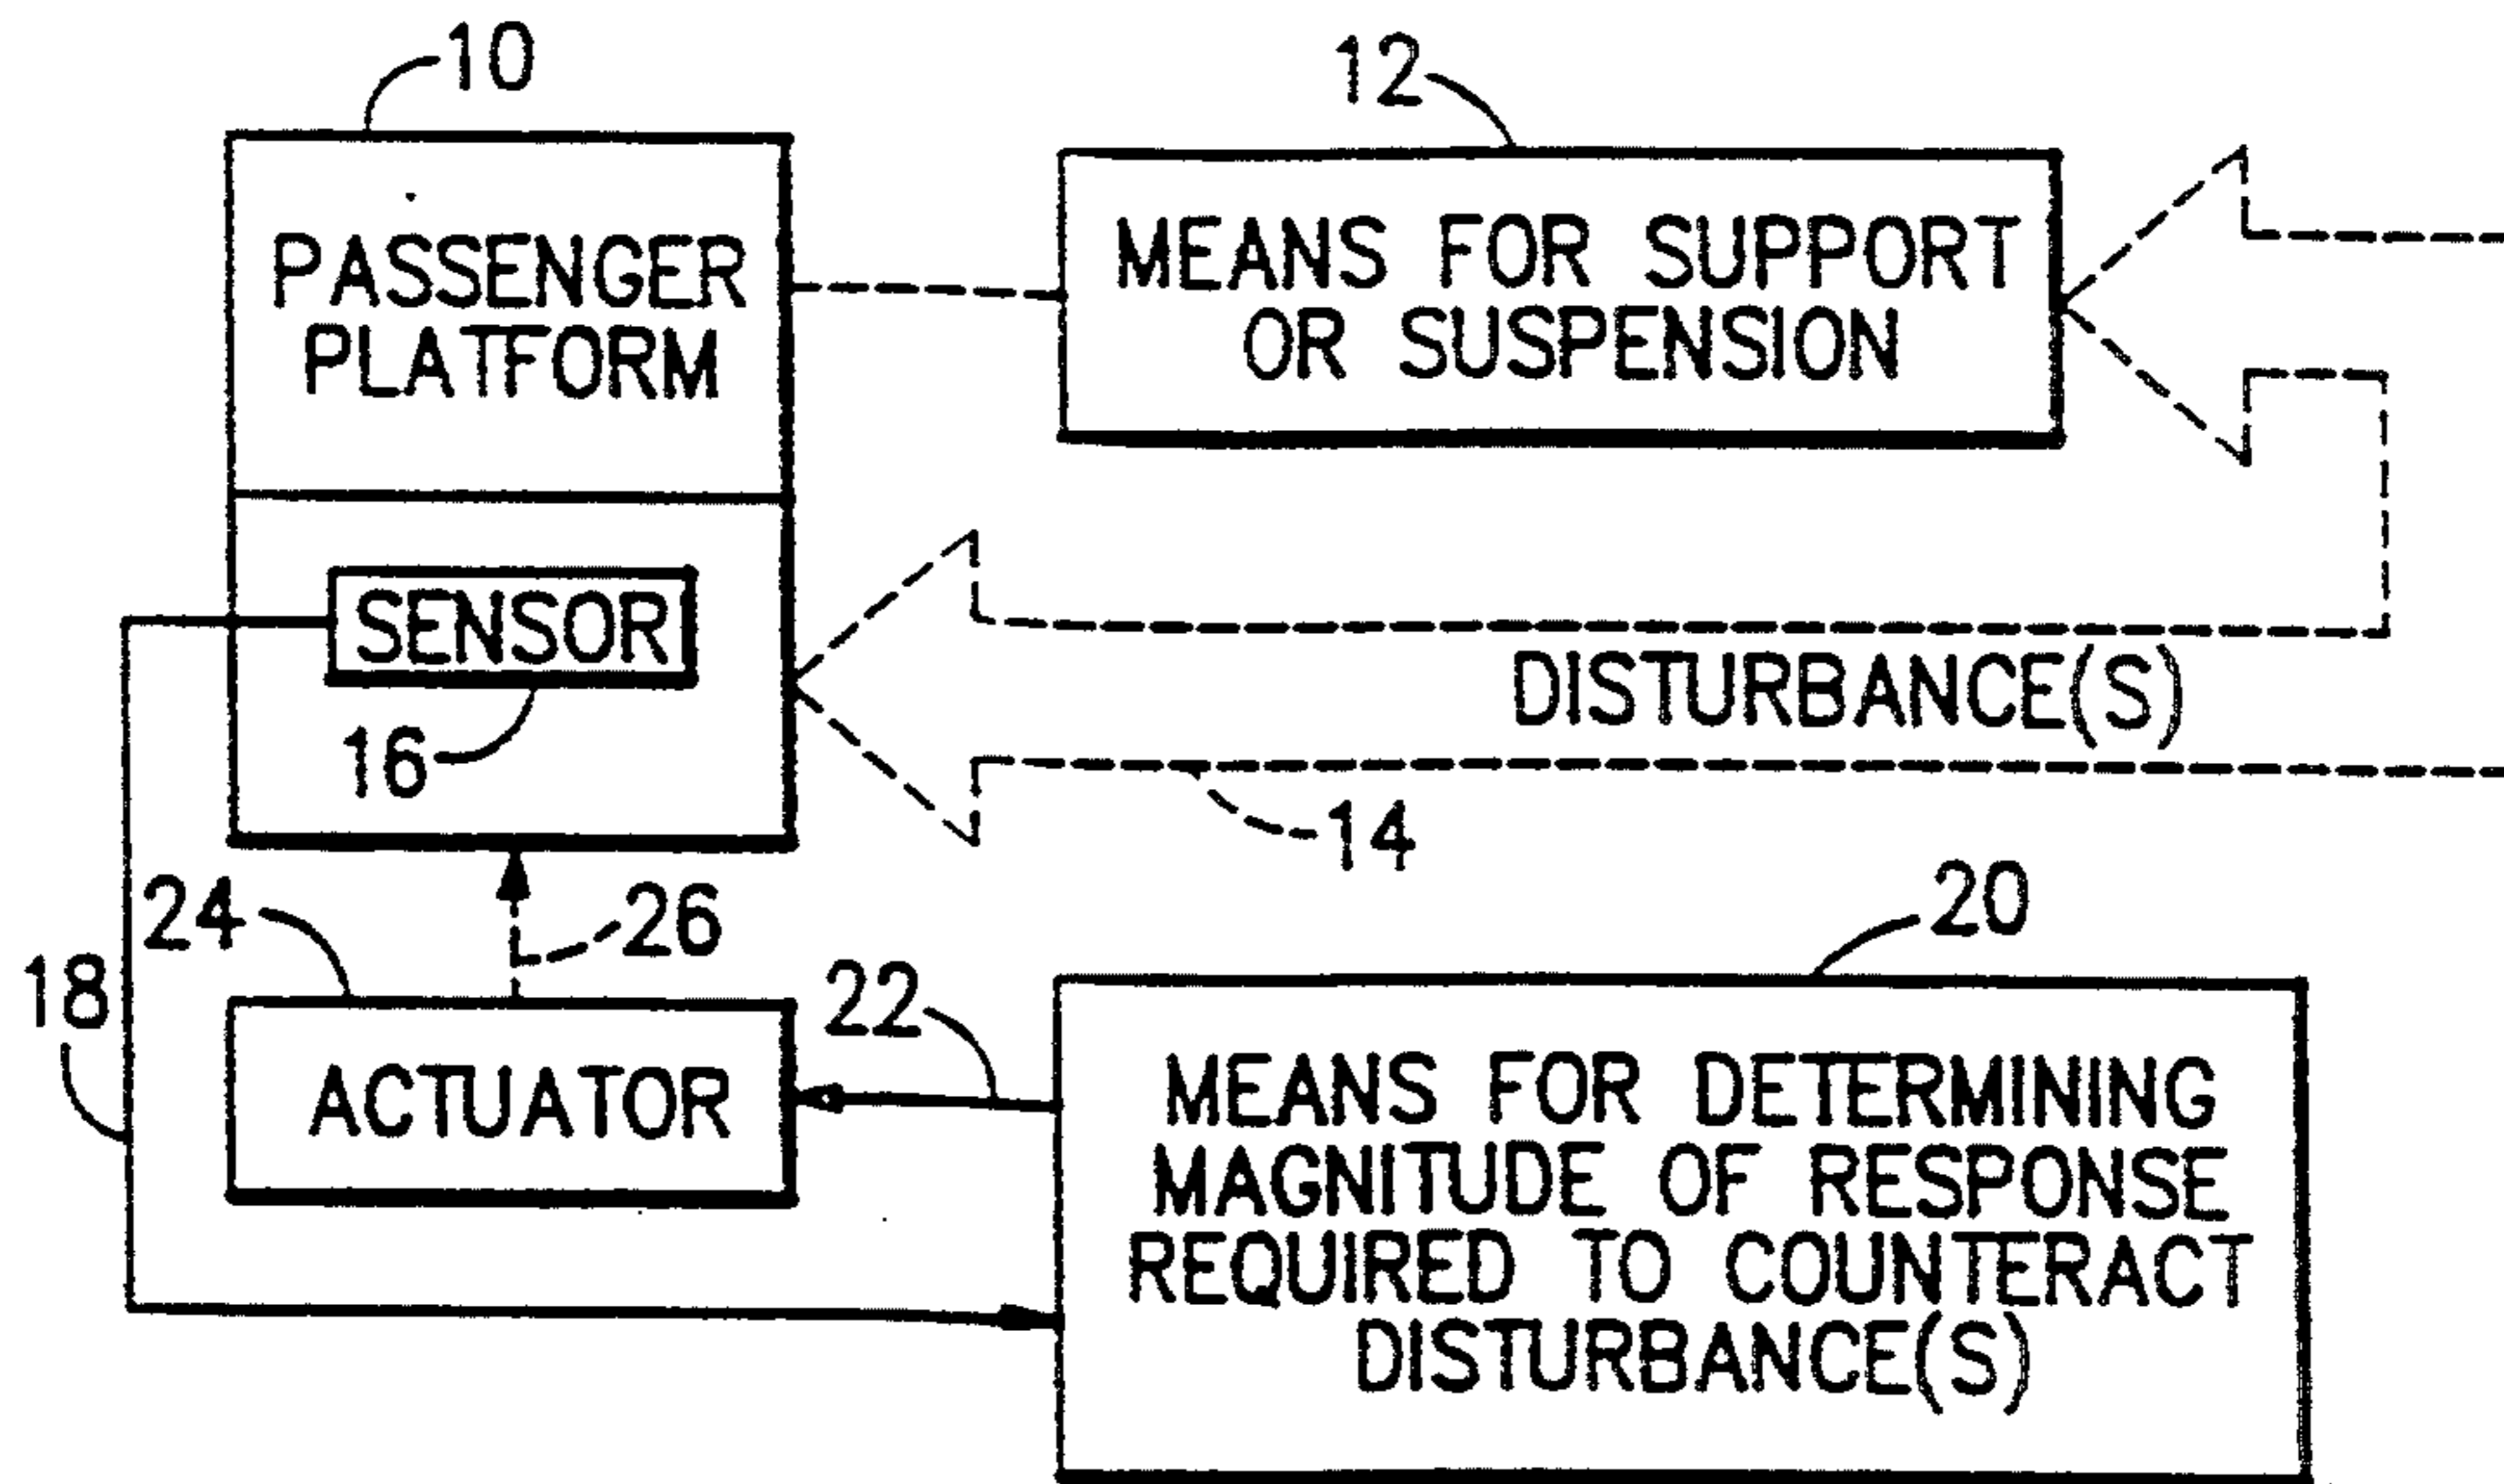 10
12
PASSENGER
PLATFORM
MEANS FOR SUPPORT
OR SUSPENSION
SENSOR
16
DISTURBANCE(S)
14
24
26
20
18
22
ACTUATOR
MEANS FOR DETERMINING
MAGNITUDE OF RESPONSE
REQUIRED TO COUNTERACT
DISTURBANCE(S)